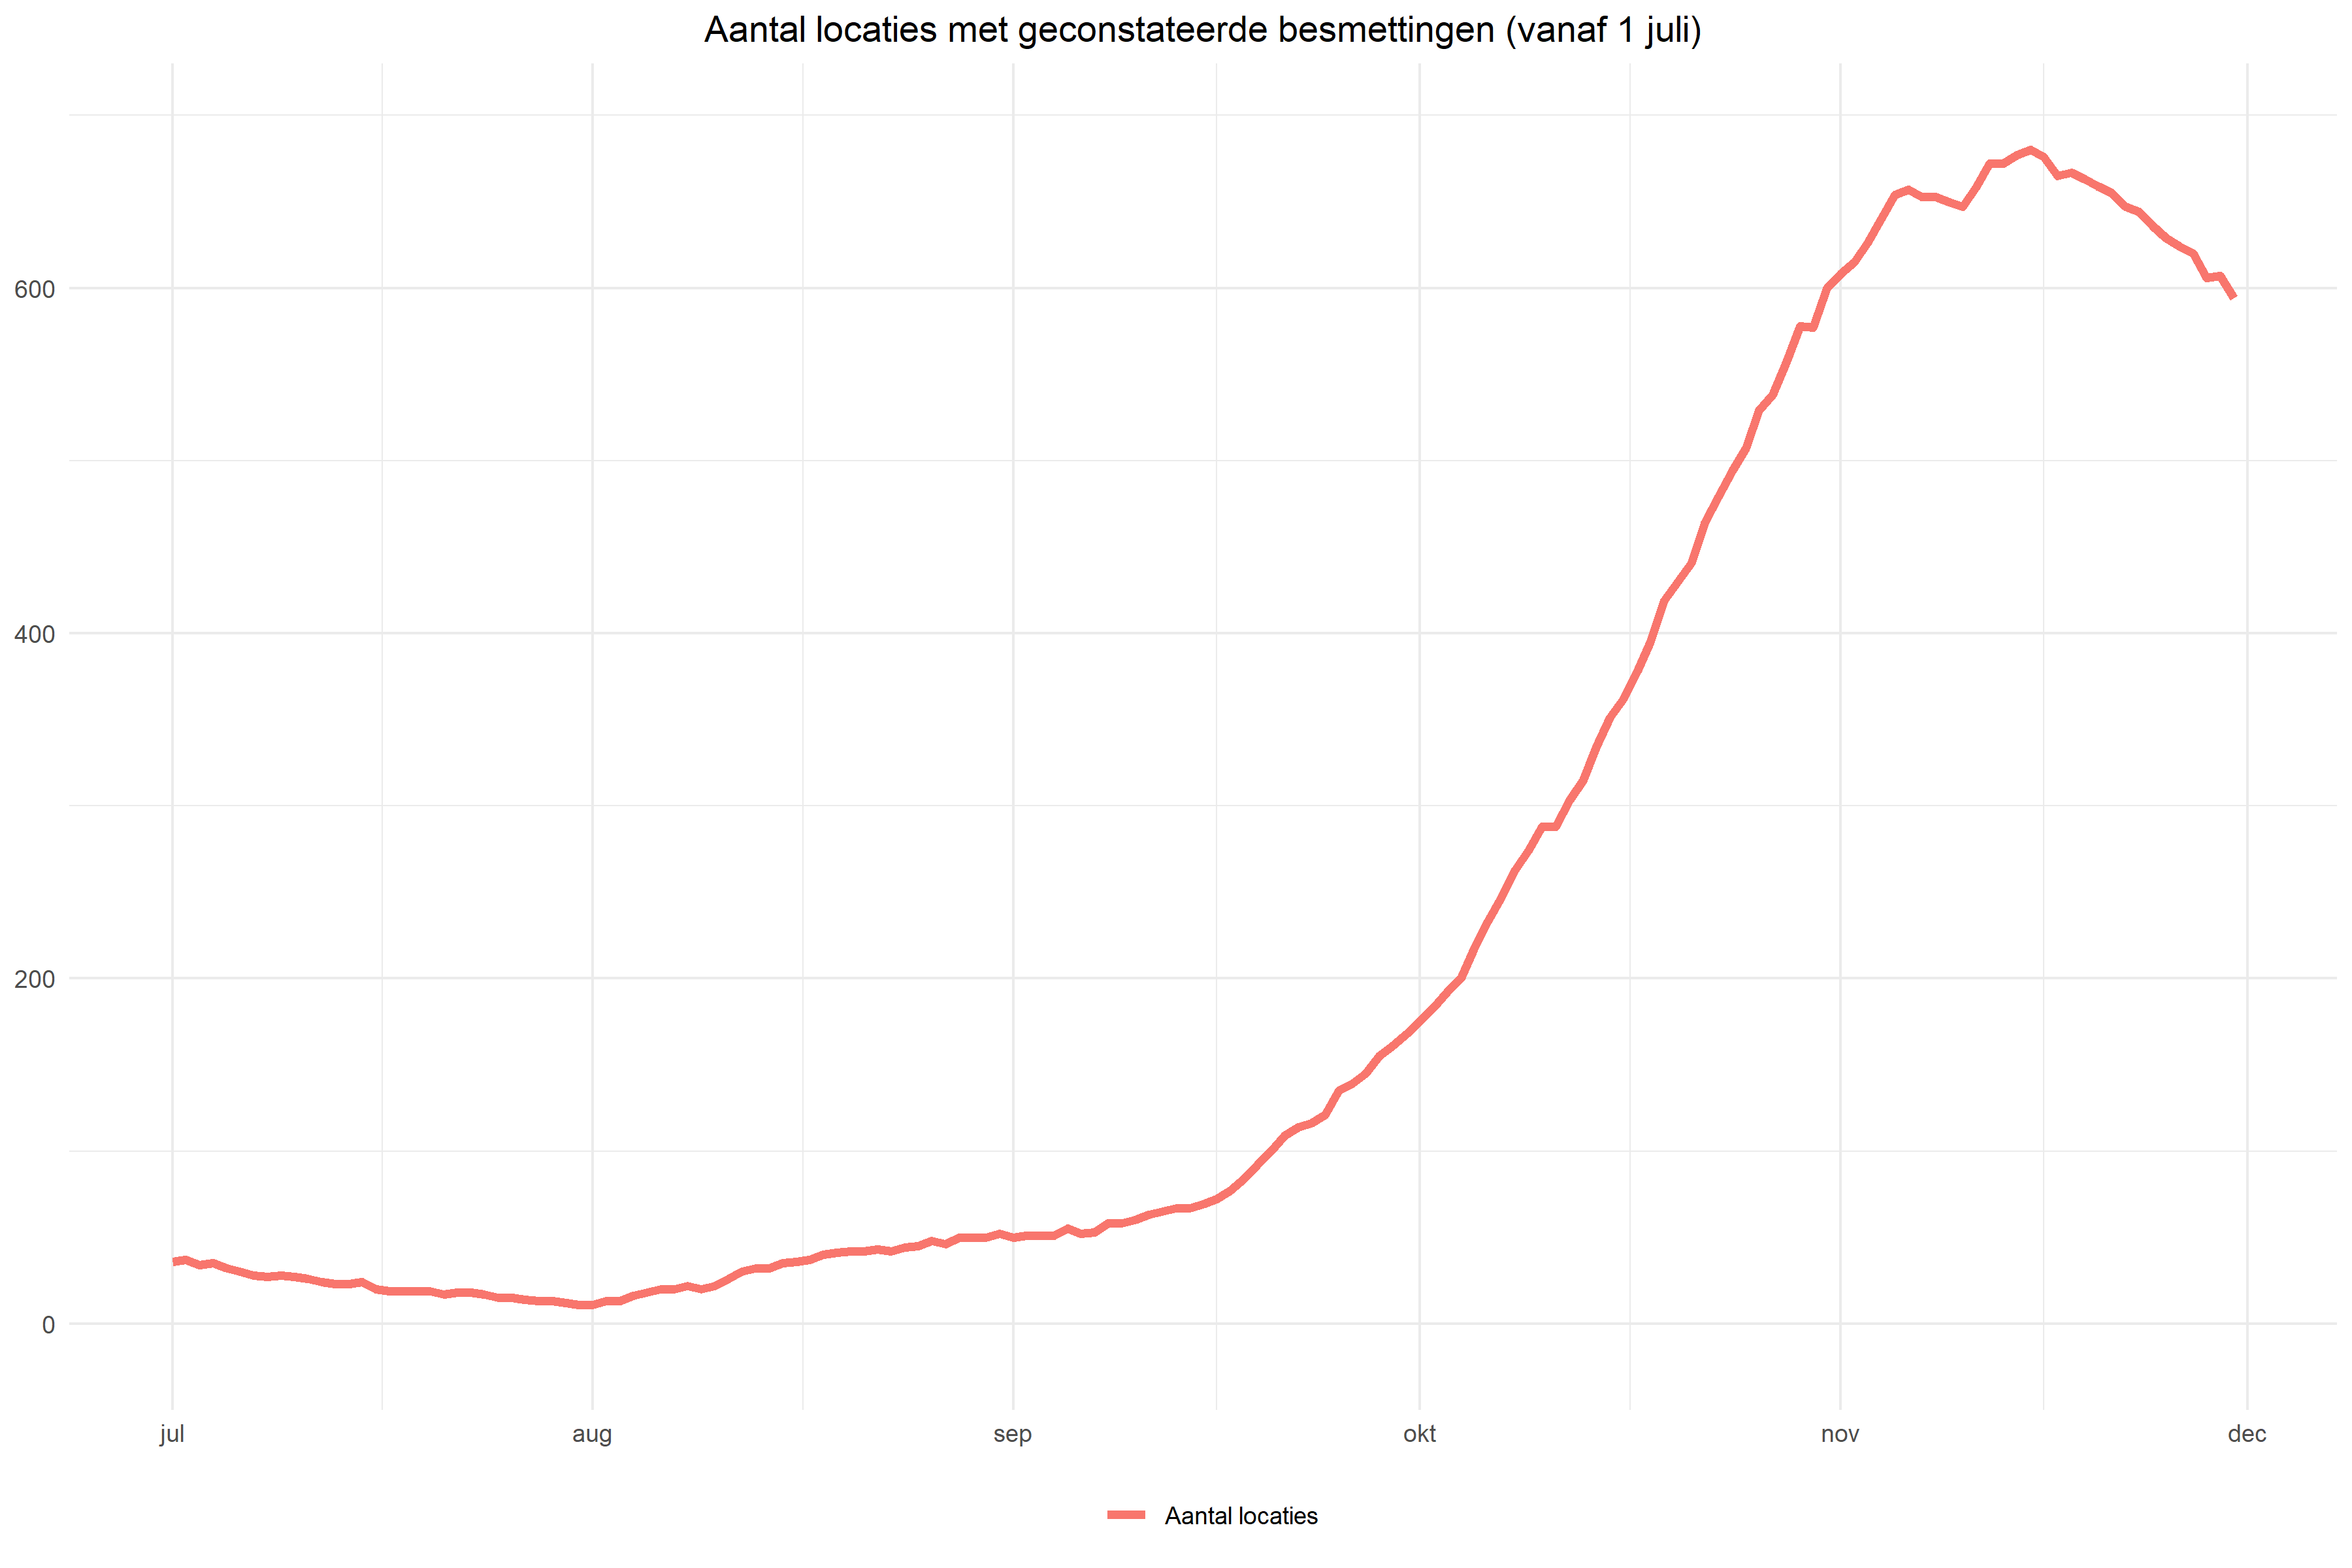 Aantal locaties met geconstateerde besmettingen (vanaf 1 juli)
600
400
200
0
jul aug sep okt nov dec
Aantal locaties